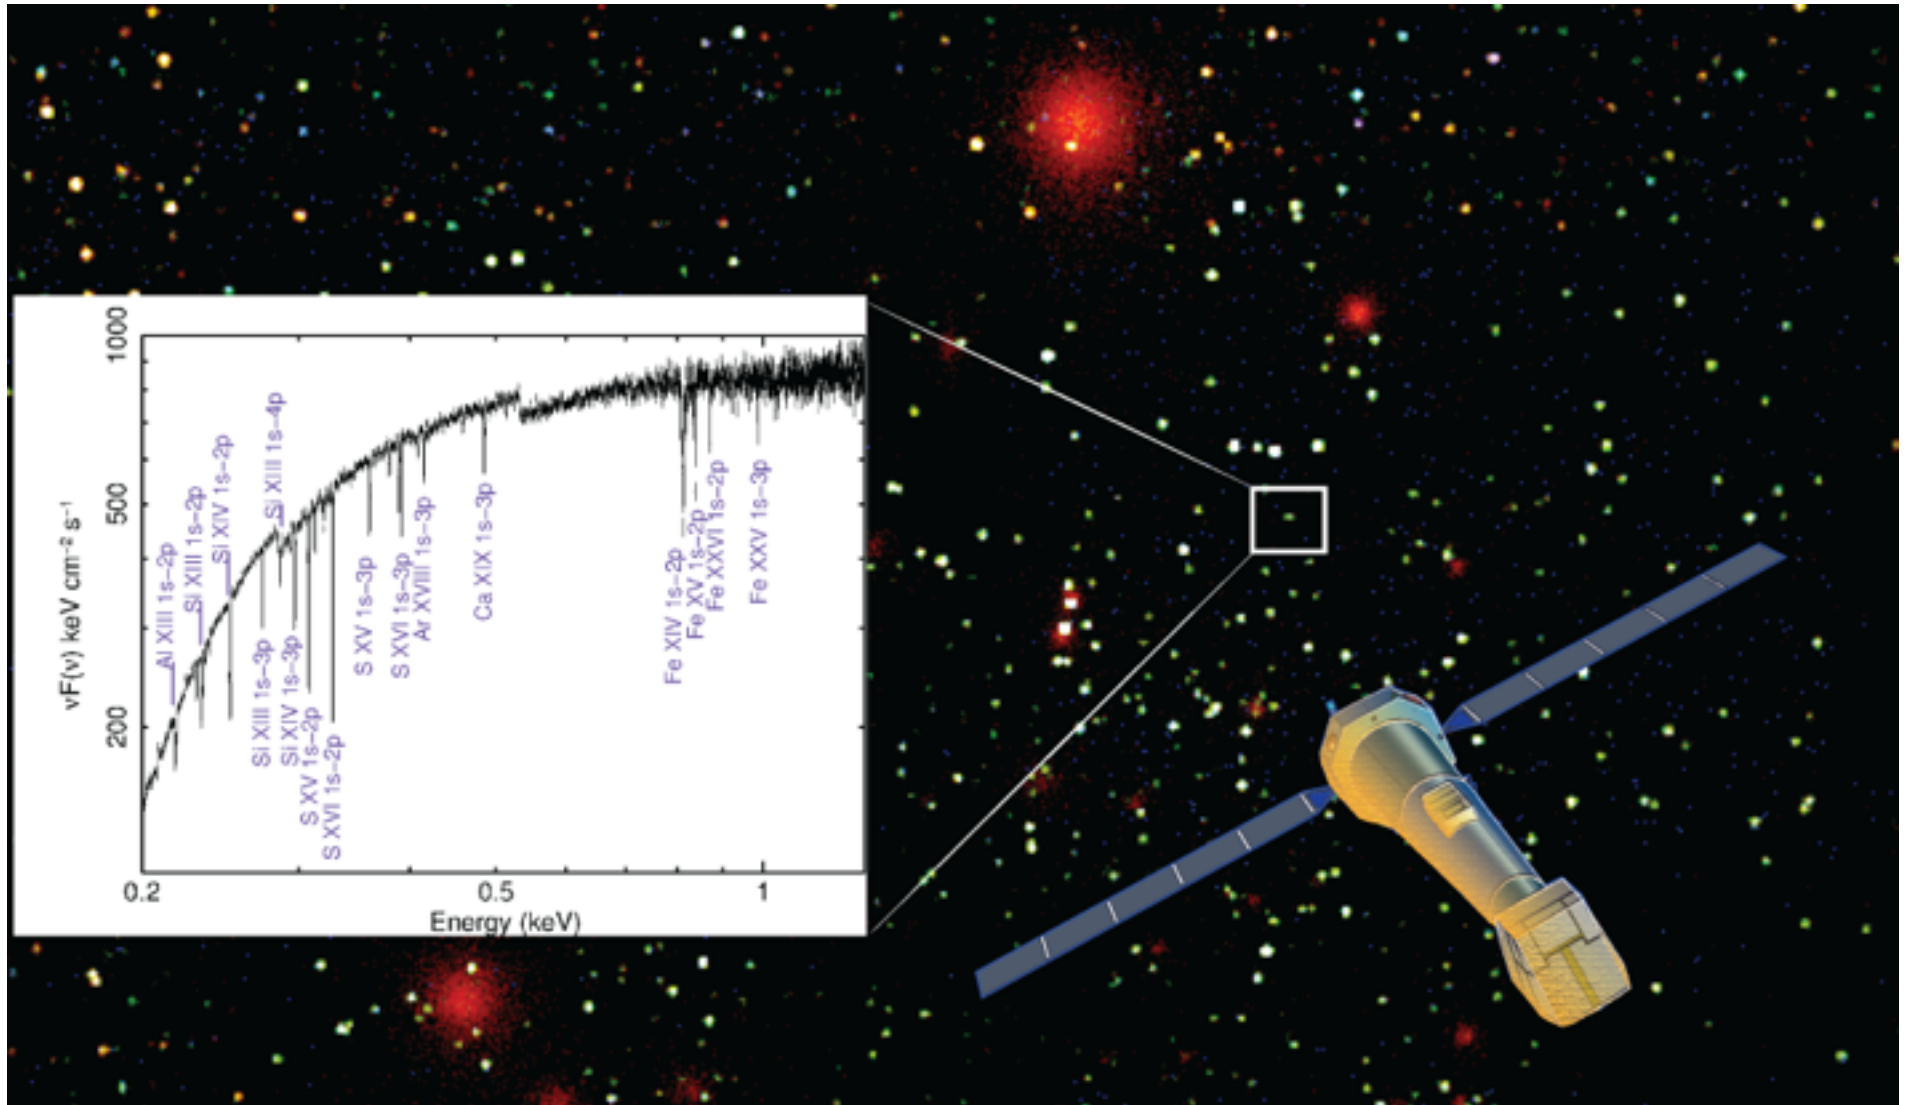 1000
500
200
νF(ν) keV cm⁻² s⁻¹
Al XIII 1s–2p
Si XIII 1s–2p
Si XIV 1s–2p
Si XIII 1s–3p
Si XIII 1s–4p
Si XIV 1s–3p
S XV 1s–2p
S XVI 1s–2p
S XV 1s–3p
S XVI 1s–3p
Ar XVIII 1s–3p
Ca XIX 1s–3p
Fe XIV 1s–2p
Fe XV 1s–2p
Fe XXVI 1s–2p
Fe XXV 1s–3p
0.2
0.5
1
Energy (keV)